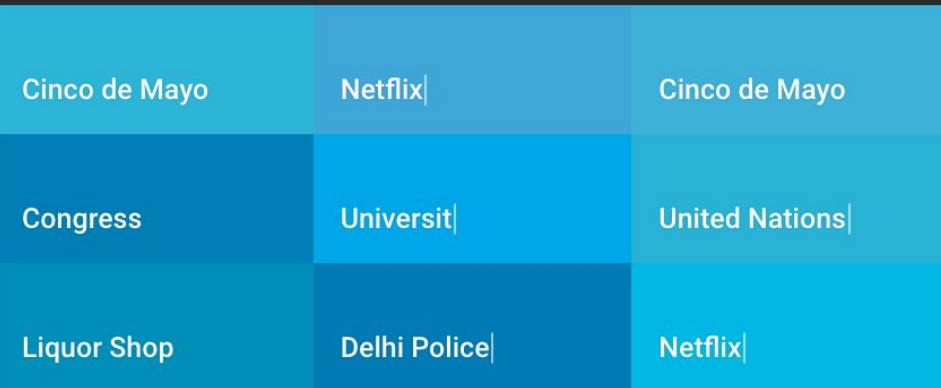 Cinco de Mayo
Netflix
Cinco de Mayo
Congress
Universit
United Nations
Liquor Shop
Delhi Police
Netflix